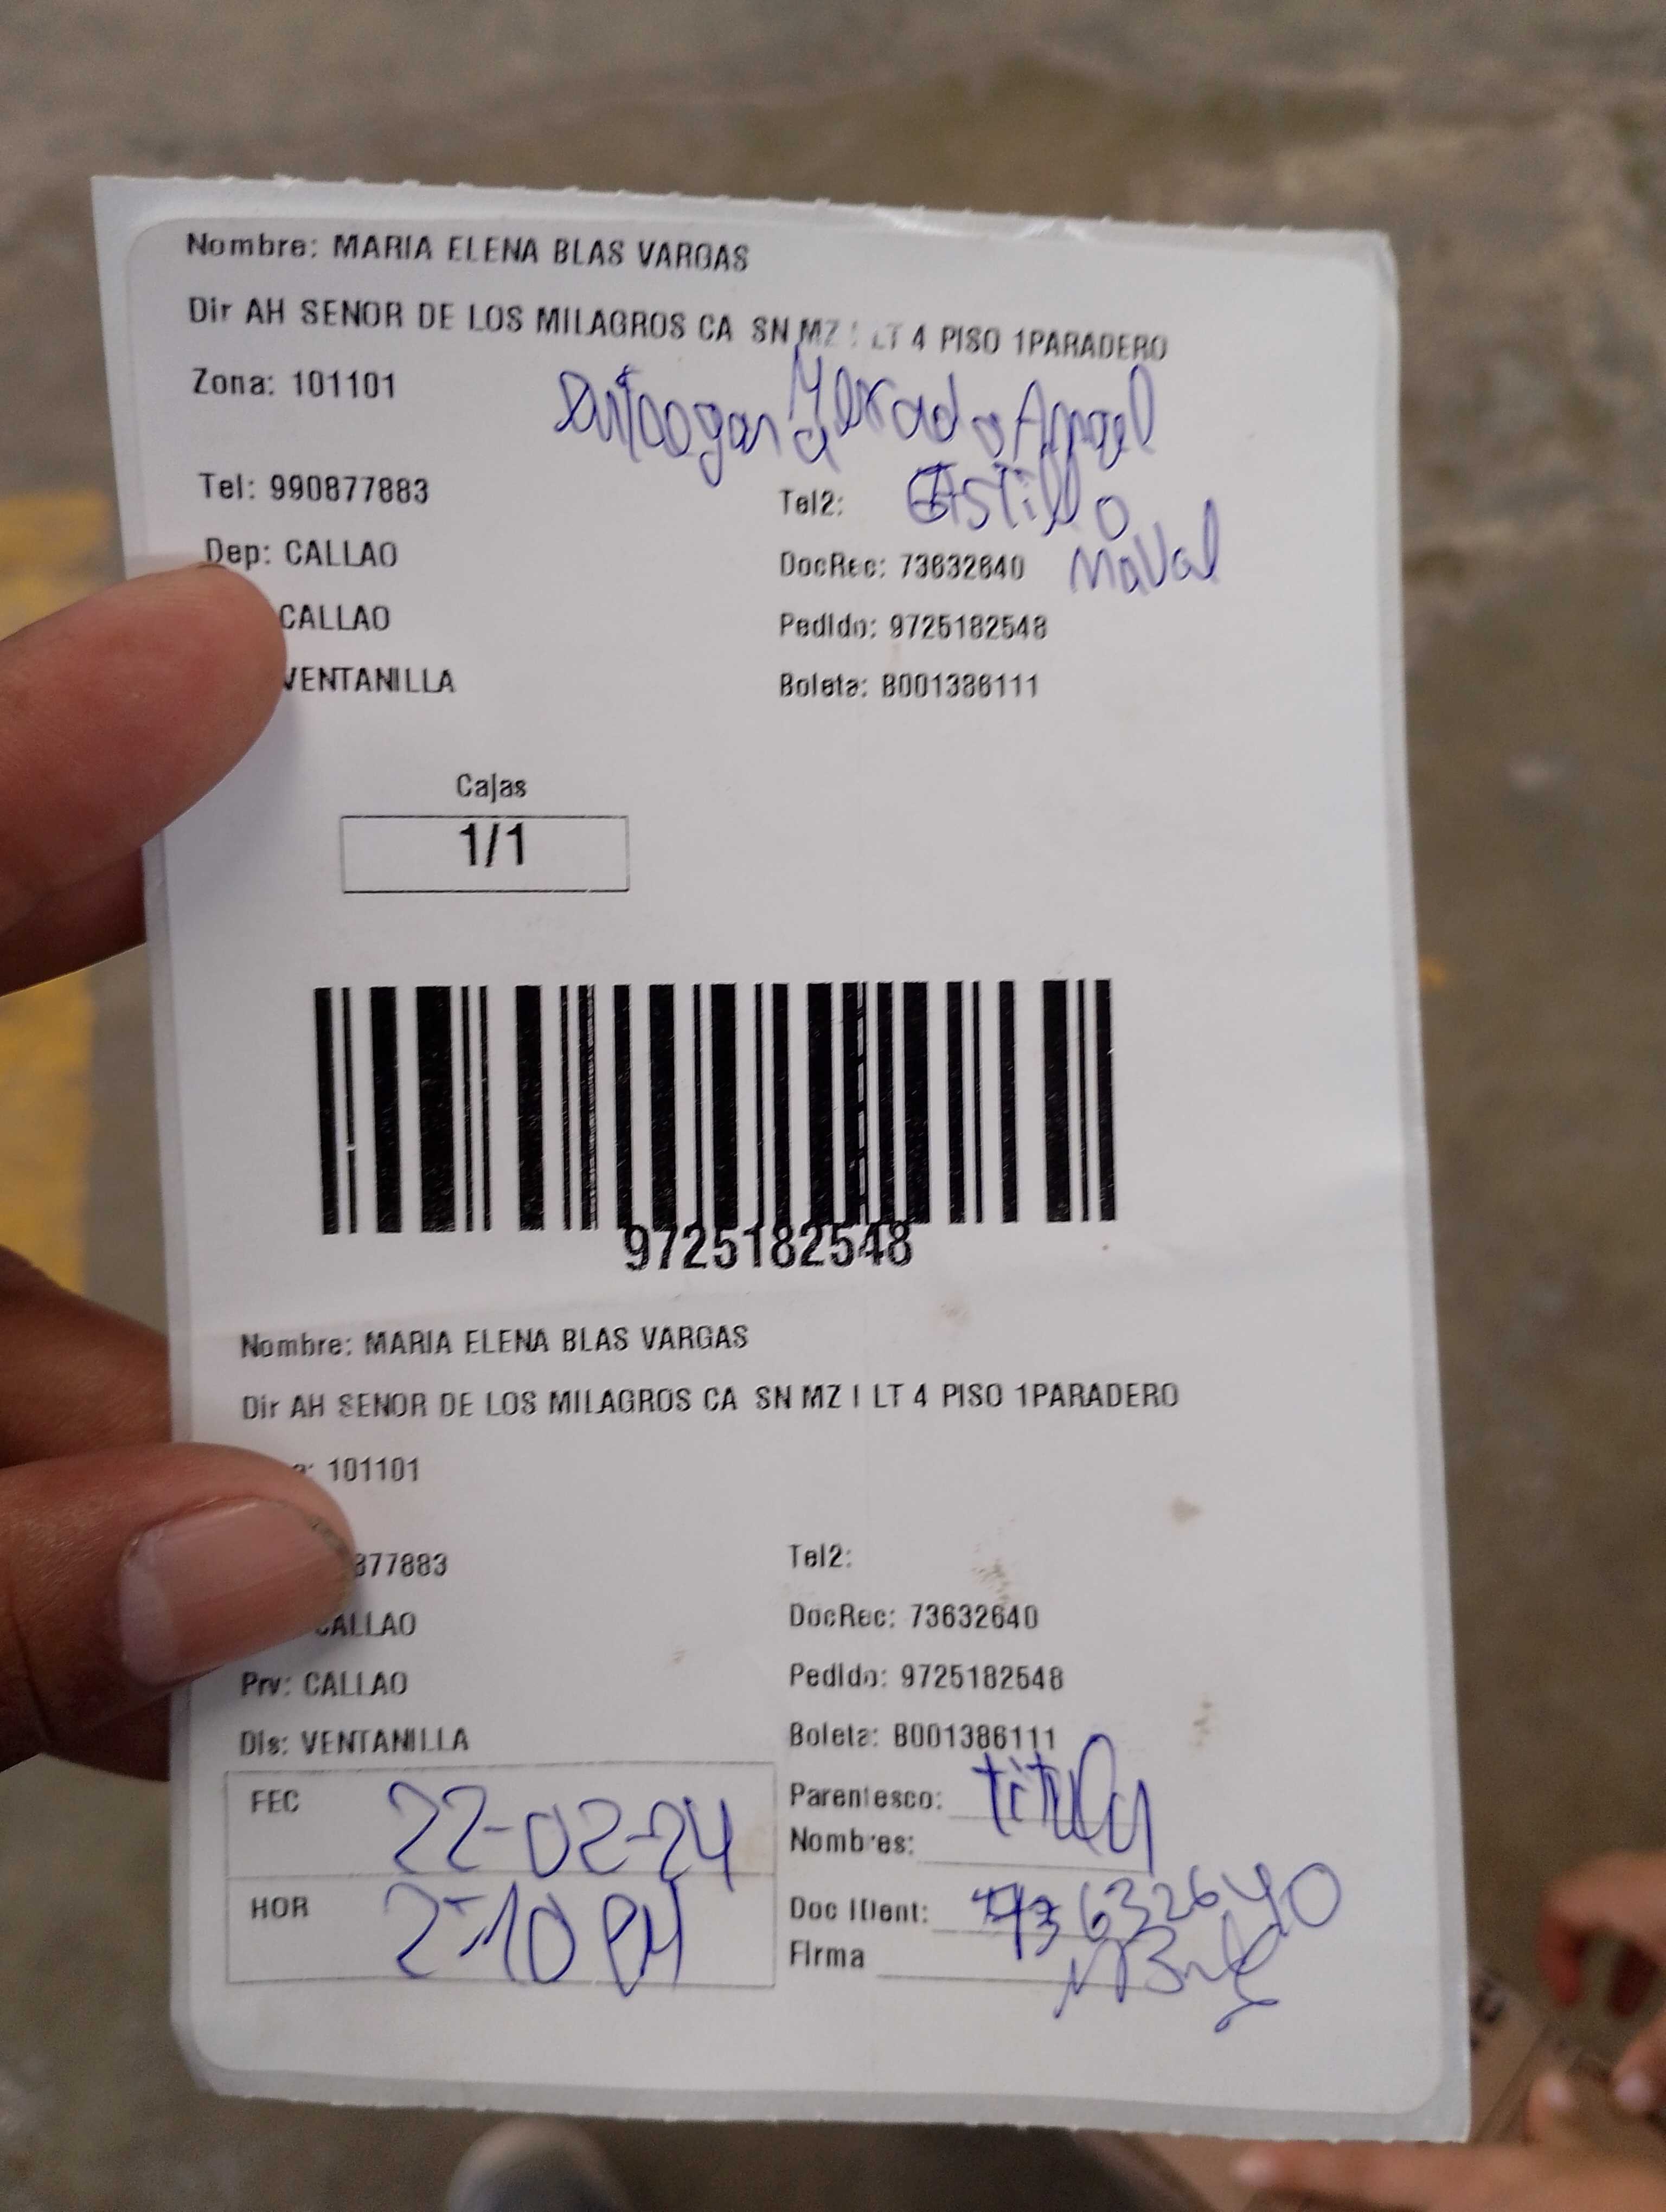 Nombre: MARIA ELENA BLAS VARGAS
Dir AH SENOR DE LOS MILAGROS CA SN MZ I LT 4 PISO 1PARADERO
Zona: 101101
Angel
Tel: 990877883
Tel2:
Castillo
Dep: CALLAO
DocRec: 73632640
Naval
CALLAO
Pedido: 9725182548
VENTANILLA
Boleta: B001386111
Cajas
1/1
9725182548
Nombre: MARIA ELENA BLAS VARGAS
Dir AH SENOR DE LOS MILAGROS CA SN MZ I LT 4 PISO 1PARADERO
a: 101101
877883
Tel2:
CALLAO
DocRec: 73632640
Prv: CALLAO
Pedido: 9725182548
Dis: VENTANILLA
Boleta: B001386111
FEC 22-02-24
Parentesco: titular
Nombres:
HOR 2-10 PM
Doc IDent: 73632640
Firma